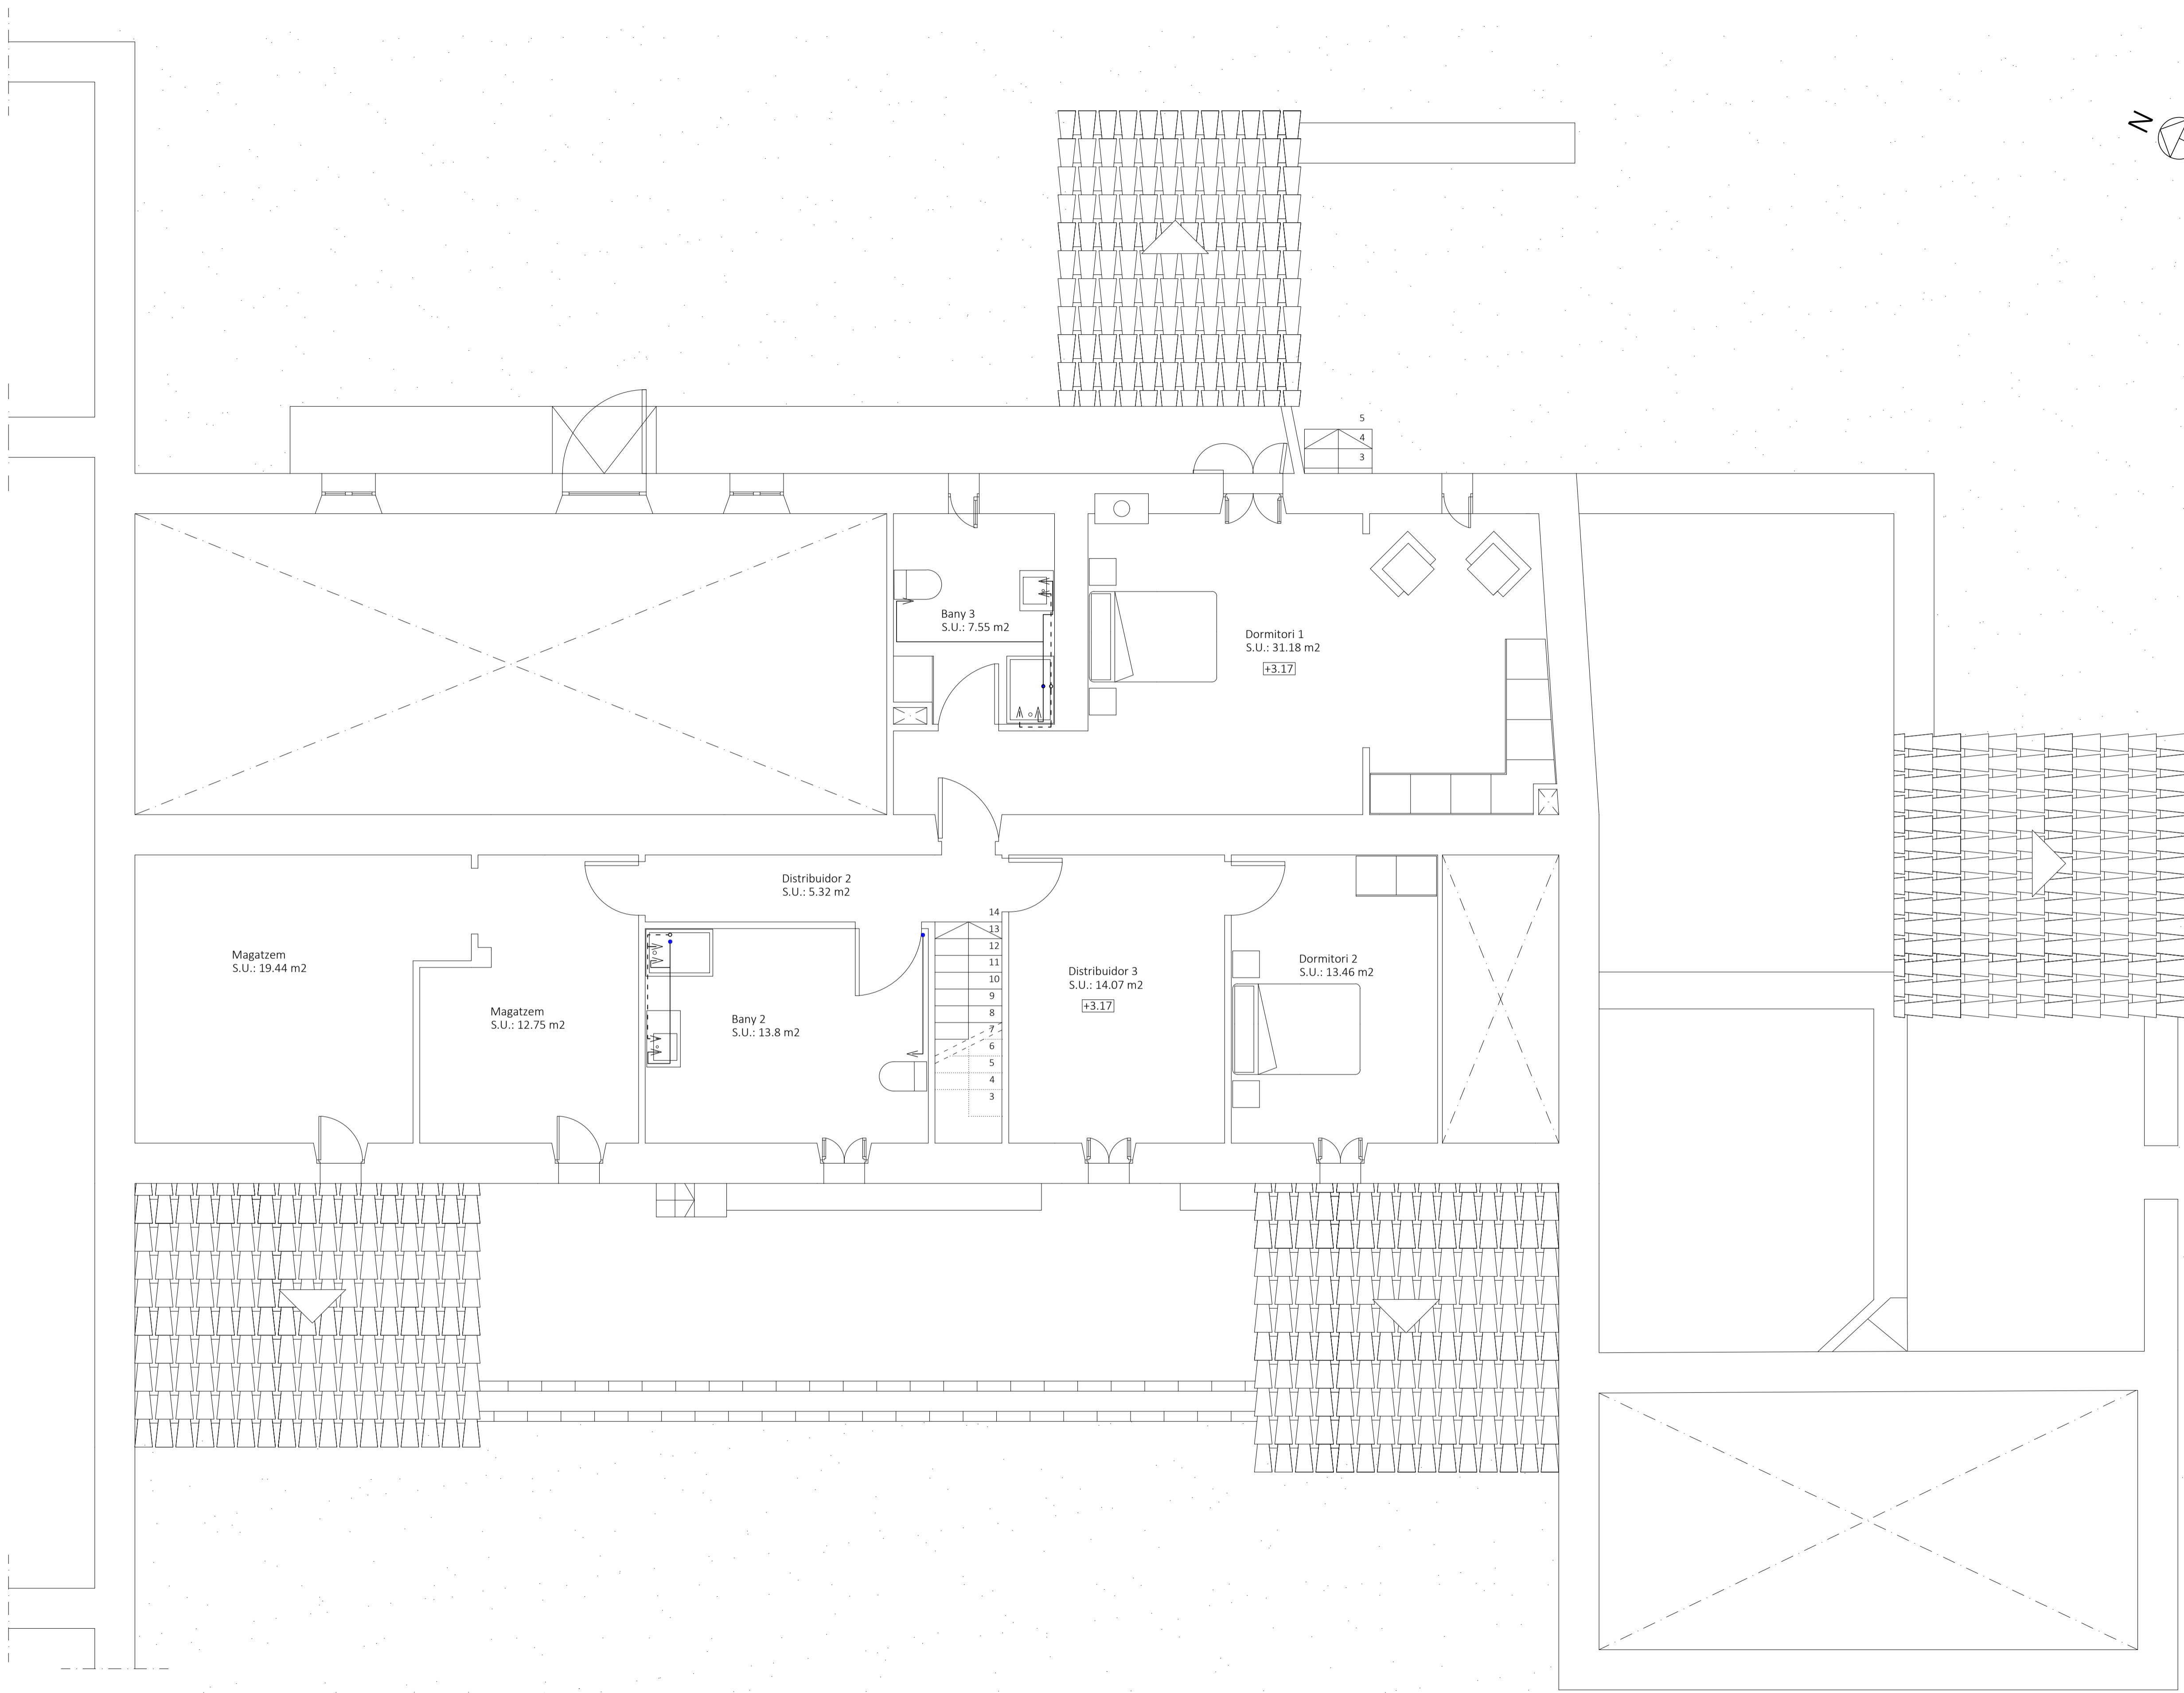 N
5
4
3
Bany 3
S.U.: 7.55 m2
Dormitori 1
S.U.: 31.18 m2
+3.17
Distribuidor 2
S.U.: 5.32 m2
Magatzem
S.U.: 19.44 m2
Magatzem
S.U.: 12.75 m2
Bany 2
S.U.: 13.8 m2
14
13
12
11
10
9
8
7
6
5
4
3
Distribuidor 3
S.U.: 14.07 m2
+3.17
Dormitori 2
S.U.: 13.46 m2